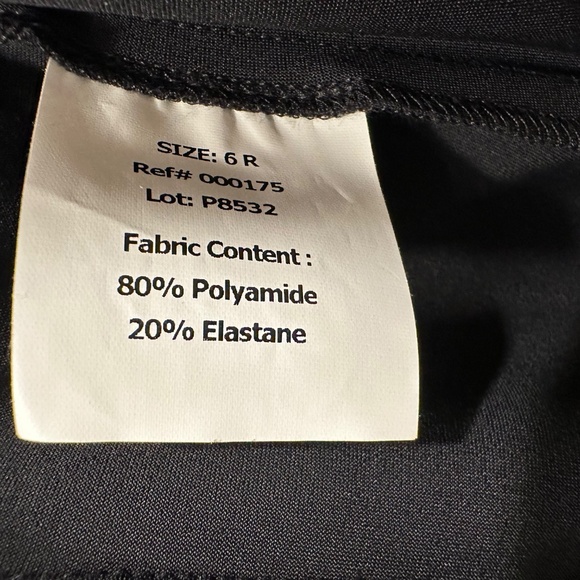 SIZE: 6 R
Ref# 000175
Lot: P8532
Fabric Content :
80% Polyamide
20% Elastane